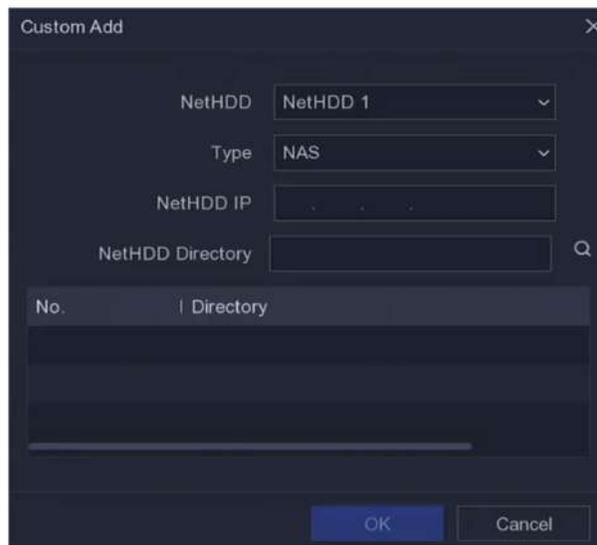 Custom Add
NetHDD NetHDD 1
Type NAS
NetHDD IP . . .
NetHDD Directory
No. Directory
OK Cancel